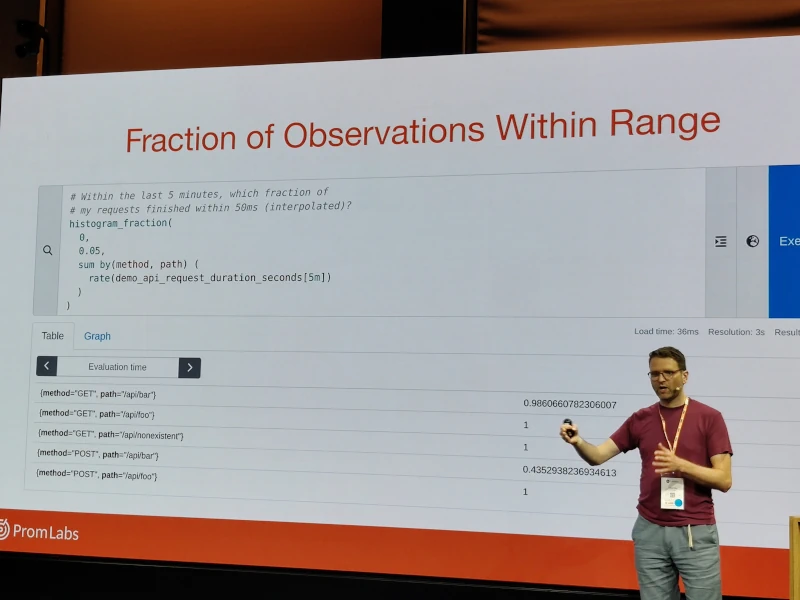 Fraction of Observations Within Range
# Within the last 5 minutes, which fraction of
# my requests finished within 50ms (interpolated)?
histogram_fraction(
0,
0.05,
sum by(method, path) (
rate(demo_api_request_duration_seconds[5m])
)
)
Exe
Table Graph
Load time: 36ms Resolution: 3s Result
Evaluation time
{method="GET", path="/api/bar"} 0.9860660782306007
{method="GET", path="/api/foo"} 1
{method="GET", path="/api/nonexistent"} 1
{method="POST", path="/api/bar"} 0.4352938236934613
{method="POST", path="/api/foo"} 1
PromLabs